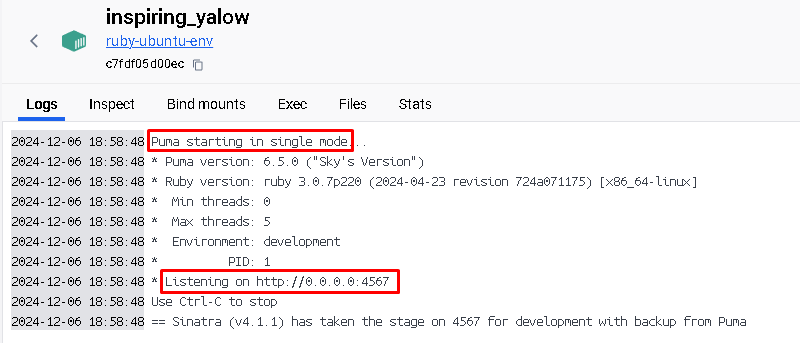 inspiring_yalow
ruby-ubuntu-env
c7fdf05d00ec
Logs Inspect Bind mounts Exec Files Stats
2024-12-06 18:58:48 Puma starting in single mode...
2024-12-06 18:58:48 * Puma version: 6.5.0 ("Sky's Version")
2024-12-06 18:58:48 * Ruby version: ruby 3.0.7p220 (2024-04-23 revision 724a071175) [x86_64-linux]
2024-12-06 18:58:48 *  Min threads: 0
2024-12-06 18:58:48 *  Max threads: 5
2024-12-06 18:58:48 *  Environment: development
2024-12-06 18:58:48 *          PID: 1
2024-12-06 18:58:48 * Listening on http://0.0.0.0:4567
2024-12-06 18:58:48 Use Ctrl-C to stop
2024-12-06 18:58:48 == Sinatra (v4.1.1) has taken the stage on 4567 for development with backup from Puma